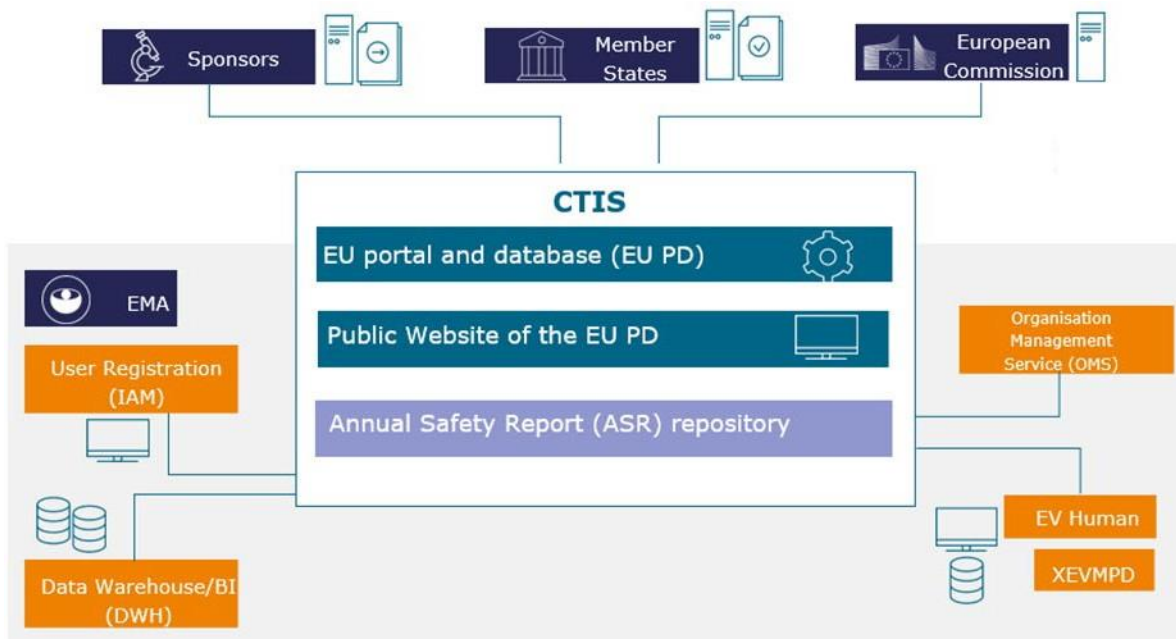 Sponsors
Member
States
European
Commission
CTIS
EU portal and database (EU PD)
Public Website of the EU PD
Annual Safety Report (ASR) repository
EMA
User Registration
(IAM)
Data Warehouse/BI
(DWH)
Organisation
Management
Service (OMS)
EV Human
XEVMPD